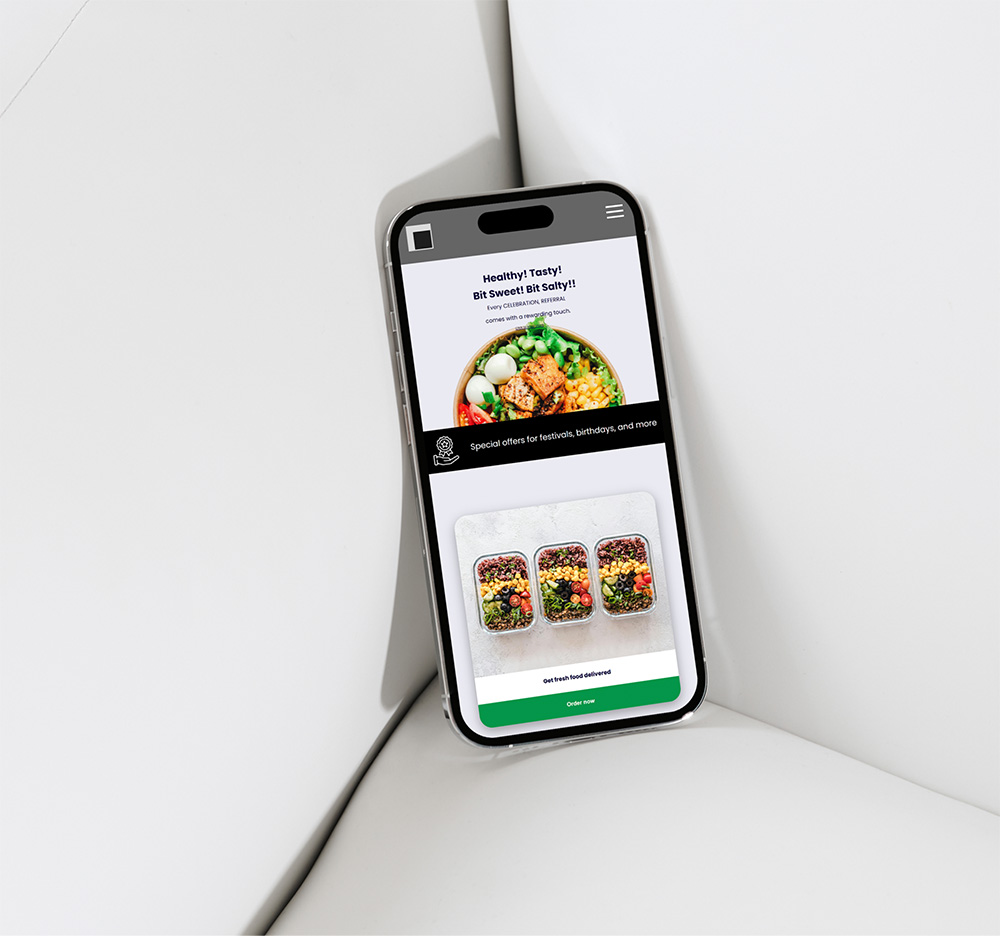 Healthy! Tasty!
Bit Sweet! Bit Salty!!
Every CELEBRATION, REFERRAL
comes with a rewarding touch.
Special offers for festivals, birthdays, and more
Get fresh food delivered
Order now